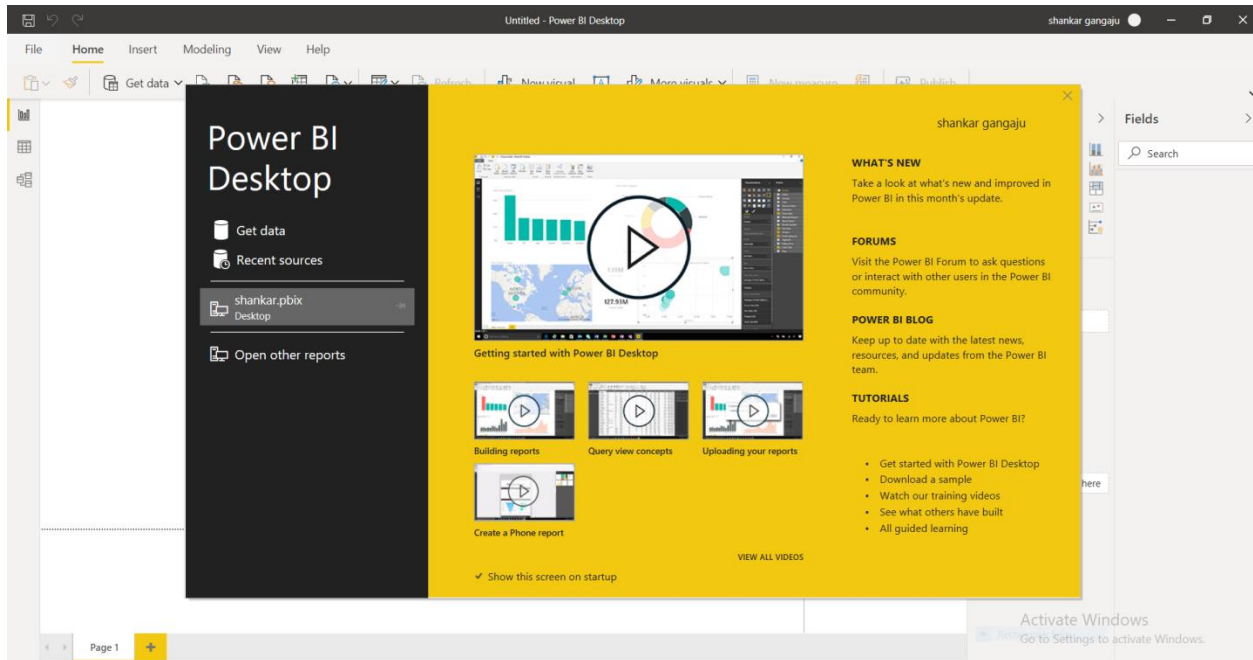 Untitled - Power BI Desktop
shankar gangaju
File Home Insert Modeling View Help
Get data Refresh New visual More visuals New measure Publish
Power BI
Desktop
Get data
Recent sources
shankar.pbix
Desktop
Open other reports
shankar gangaju
127.93M
Getting started with Power BI Desktop
Building reports
Query view concepts
Uploading your reports
Create a Phone report
VIEW ALL VIDEOS
Show this screen on startup
WHAT'S NEW
Take a look at what's new and improved in
Power BI in this month's update.
FORUMS
Visit the Power BI Forum to ask questions
or interact with other users in the Power BI
community.
POWER BI BLOG
Keep up to date with the latest news,
resources, and updates from the Power BI
team.
TUTORIALS
Ready to learn more about Power BI?
• Get started with Power BI Desktop
• Download a sample
• Watch our training videos
• See what others have built
• All guided learning
Fields
Search
here
Activate Windows
Go to Settings to activate Windows.
Page 1